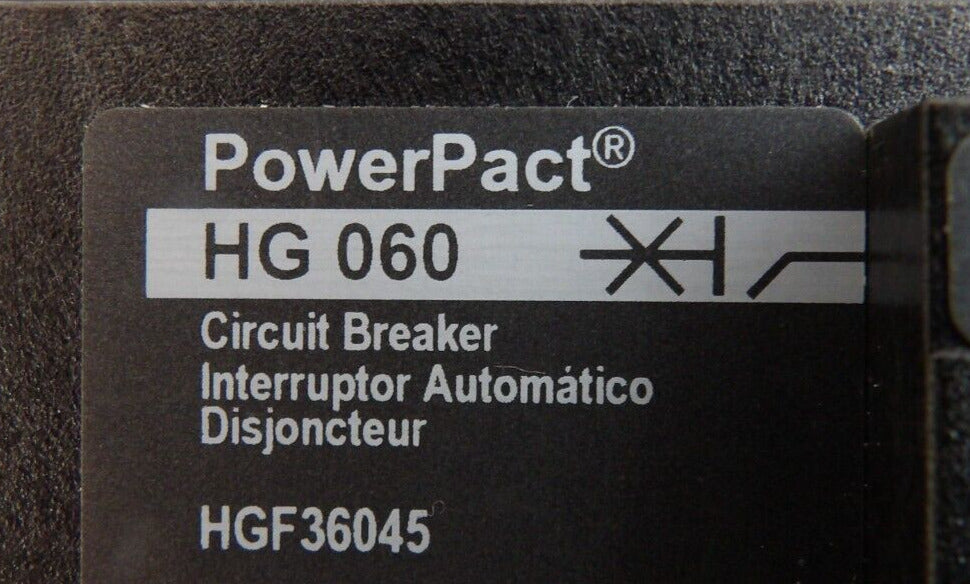 PowerPact®
HG 060
Circuit Breaker
Interruptor Automático
Disjoncteur
HGF36045